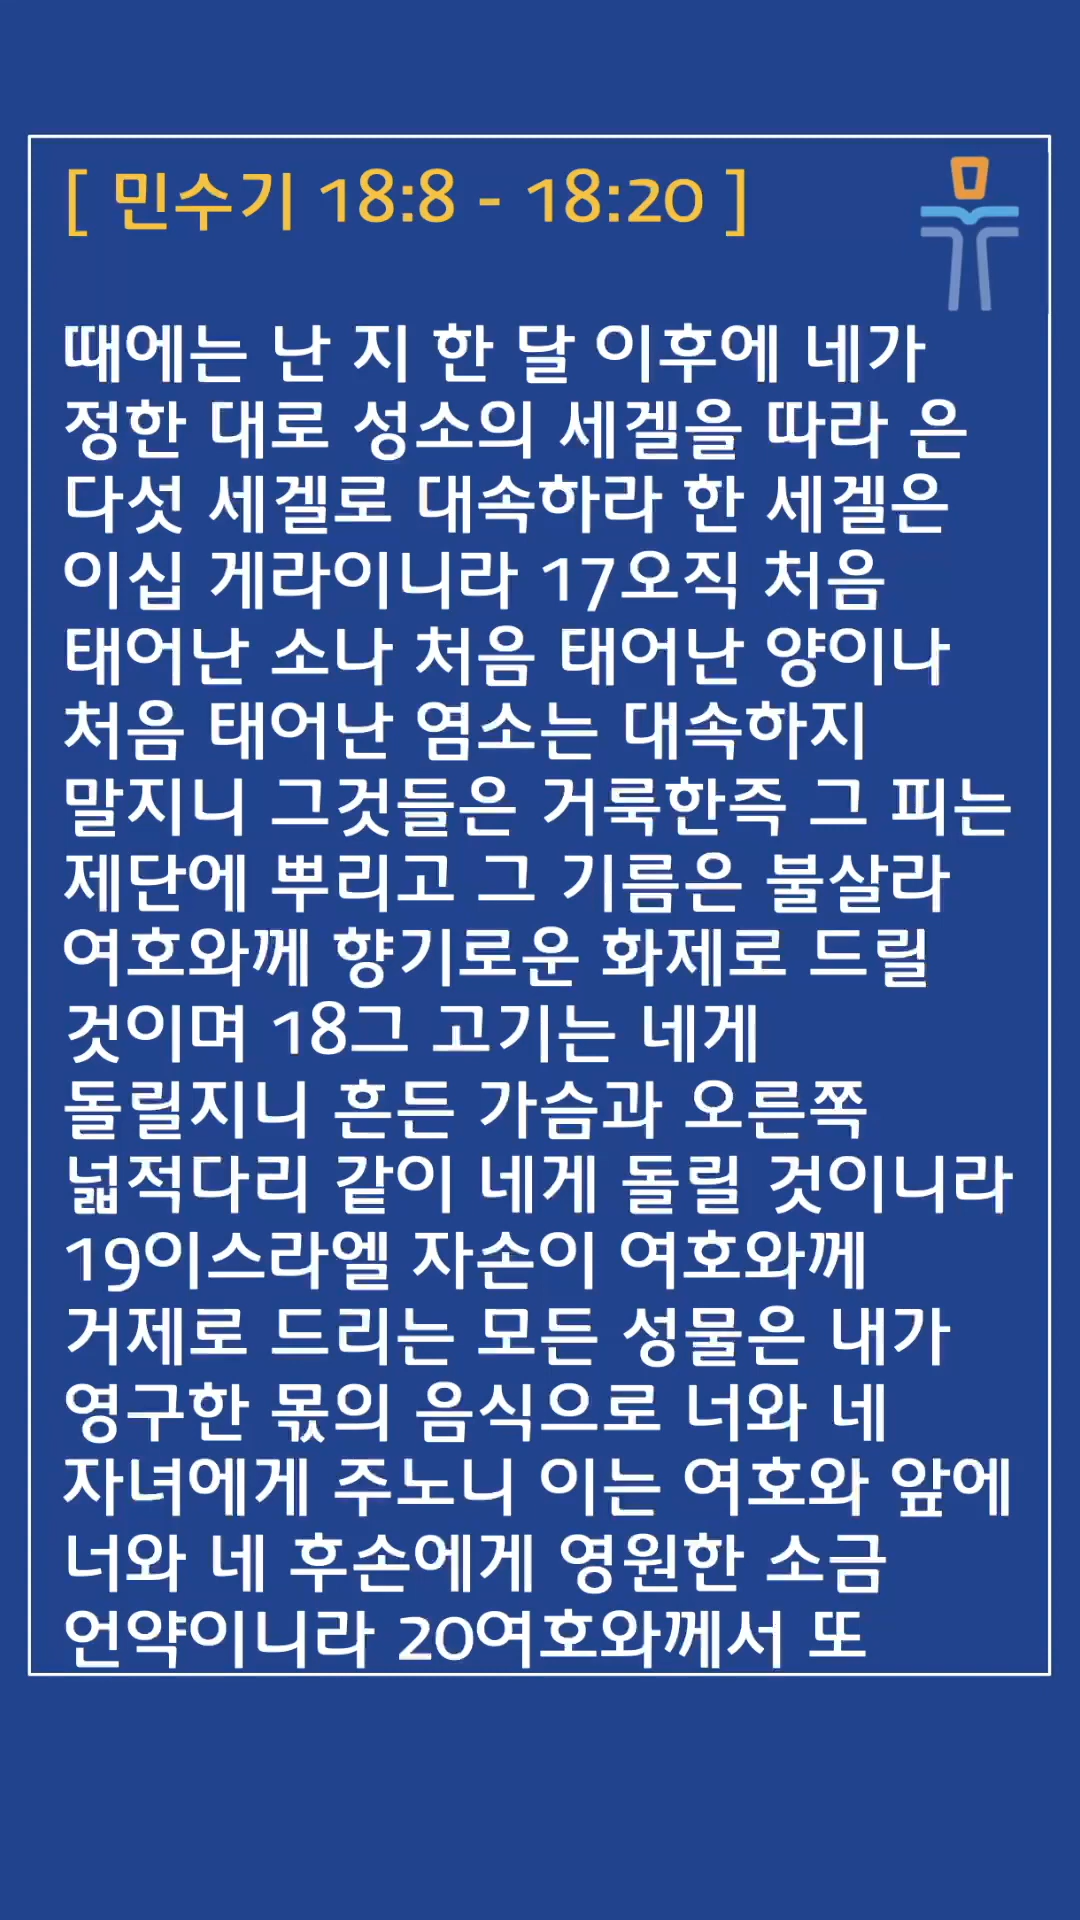 [ 민수기 18:8 - 18:20 ]
때에는 난 지 한 달 이후에 네가
정한 대로 성소의 세겔을 따라 은
다섯 세겔로 대속하라 한 세겔은
이십 게라이니라 17오직 처음
태어난 소나 처음 태어난 양이나
처음 태어난 염소는 대속하지
말지니 그것들은 거룩한즉 그 피는
제단에 뿌리고 그 기름은 불살라
여호와께 향기로운 화제로 드릴
것이며 18그 고기는 네게
돌릴지니 흔든 가슴과 오른쪽
넓적다리 같이 네게 돌릴 것이니라
19이스라엘 자손이 여호와께
거제로 드리는 모든 성물은 내가
영구한 몫의 음식으로 너와 네
자녀에게 주노니 이는 여호와 앞에
너와 네 후손에게 영원한 소금
언약이니라 20여호와께서 또